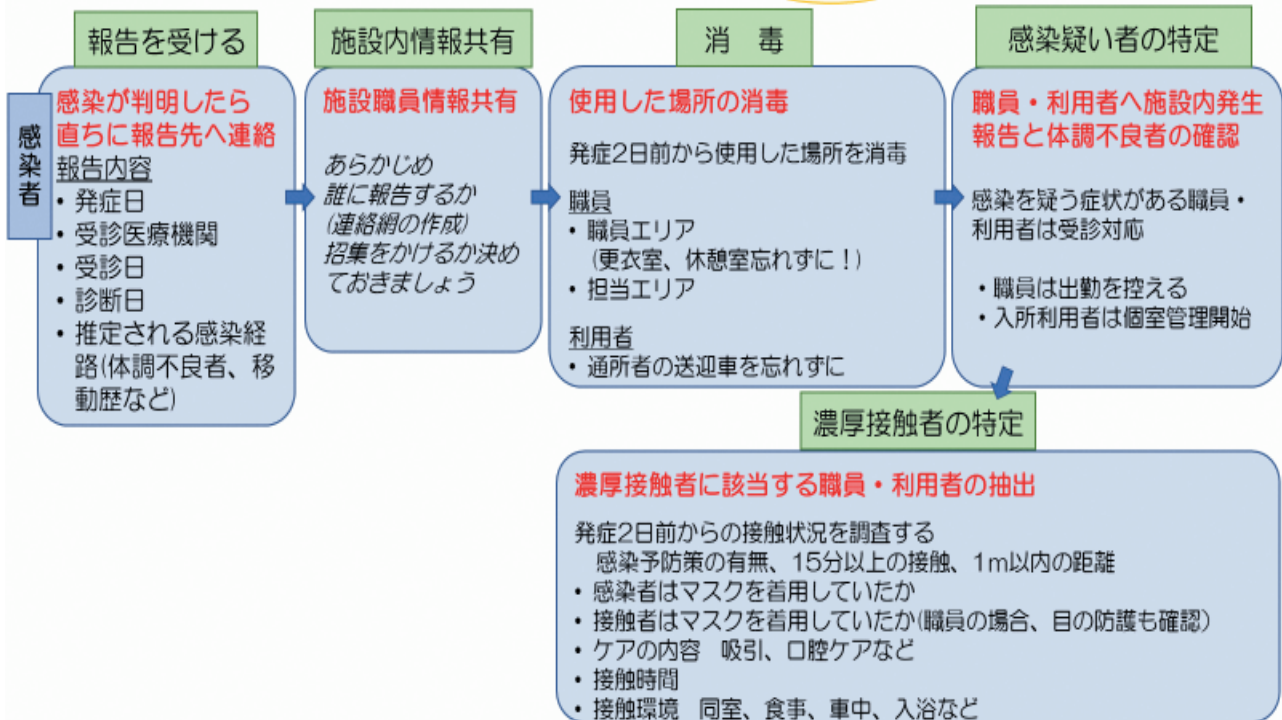 報告を受ける
感染者
感染が判明したら
直ちに報告先へ連絡
報告内容
・発症日
・受診医療機関
・受診日
・診断日
・推定される感染経
路(体調不良者、移
動歴など)
施設内情報共有
施設職員情報共有
あらかじめ
誰に報告するか
(連絡網の作成)
招集をかけるか決め
ておきましょう
消 毒
使用した場所の消毒
発症2日前から使用した場所を消毒
職員
・職員エリア
(更衣室、休憩室忘れずに!)
・担当エリア
利用者
・通所者の送迎車を忘れずに
感染疑い者の特定
職員・利用者へ施設内発生
報告と体調不良者の確認
感染を疑う症状がある職員・
利用者は受診対応
・職員は出勤を控える
・入所利用者は個室管理開始
濃厚接触者の特定
濃厚接触者に該当する職員・利用者の抽出
発症2日前からの接触状況を調査する
感染予防策の有無、15分以上の接触、1m以内の距離
・感染者はマスクを着用していたか
・接触者はマスクを着用していたか(職員の場合、目の防護も確認)
・ケアの内容 吸引、口腔ケアなど
・接触時間
・接触環境 同室、食事、車中、入浴など